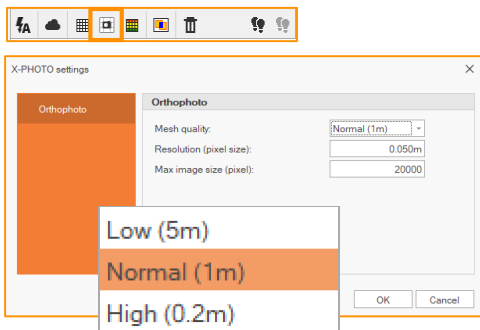 A
X-PHOTO settings
Orthophoto
Orthophoto
Mesh quality: Normal (1m)
Resolution (pixel size): 0.050m
Max image size (pixel): 20000
Low (5m)
Normal (1m)
High (0.2m)
OK Cancel